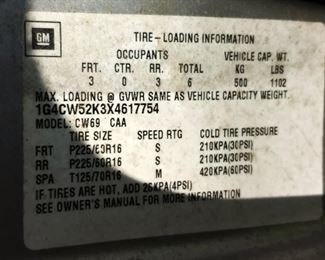 GM
TIRE-LOADING INFORMATION
OCCUPANTS VEHICLE CAP. WT.
FRT. CTR. RR. TOTAL KG LBS
3 0 3 6 500 1102
MAX. LOADING @ GVWR SAME AS VEHICLE CAPACITY WEIGHT.
1G4CW52K3X4617754
MODEL: CW69 CAA
TIRE SIZE SPEED RTG COLD TIRE PRESSURE
FRT P225/60R16 S 210KPA(30PSI)
RR P225/60R16 S 210KPA(30PSI)
SPA T125/70R16 M 420KPA(60PSI)
IF TIRES ARE HOT, ADD 28KPA(4PSI)
SEE OWNER'S MANUAL FOR MORE INFORMATION